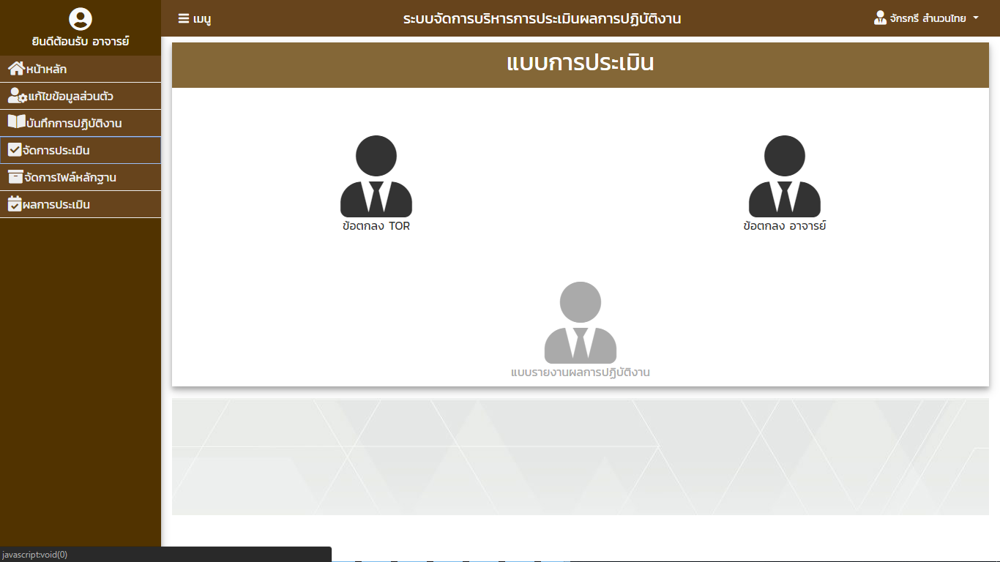 ยินดีต้อนรับ อาจารย์
หน้าหลัก
แก้ไขข้อมูลส่วนตัว
บันทึกการปฏิบัติงาน
จัดการประเมิน
จัดการไฟล์หลักฐาน
ผลการประเมิน
เมนู
ระบบจัดการบริหารการประเมินผลการปฏิบัติงาน
จักรกรี สำนวนไทย
แบบการประเมิน
ข้อตกลง TOR
ข้อตกลง อาจารย์
แบบรายงานผลการปฏิบัติงาน
javascript:void(0)